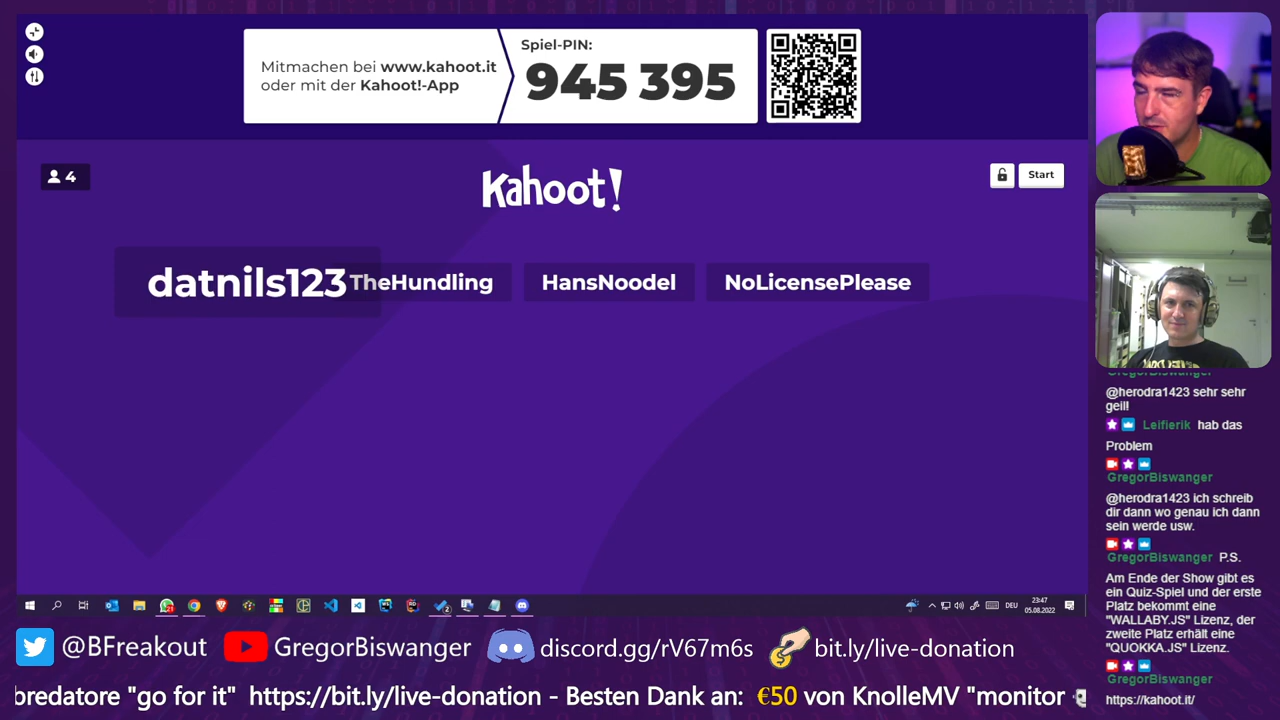 Mitmachen bei www.kahoot.it
oder mit der Kahoot!-App
Spiel-PIN:
945 395
4
Kahoot!
Start
datnils123
TheHundling
HansNoodel
NoLicensePlease
GregorBiswanger
@herodra1423 sehr sehr
geil!
Leifierik hab das
Problem
GregorBiswanger
@herodra1423 ich schreib
dir dann wo genau ich dann
sein werde usw.
GregorBiswanger P.S.
Am Ende der Show gibt es
ein Quiz-Spiel und der erste
Platz bekommt eine
"WALLABY.JS" Lizenz, der
zweite Platz erhält eine
"QUOKKA.JS" Lizenz.
GregorBiswanger
https://kahoot.it/
DEU
23:47
05.08.2022
@BFreakout
GregorBiswanger
discord.gg/rV67m6s
bit.ly/live-donation
bredatore "go for it" https://bit.ly/live-donation - Besten Dank an: €50 von KnolleMV "monitor